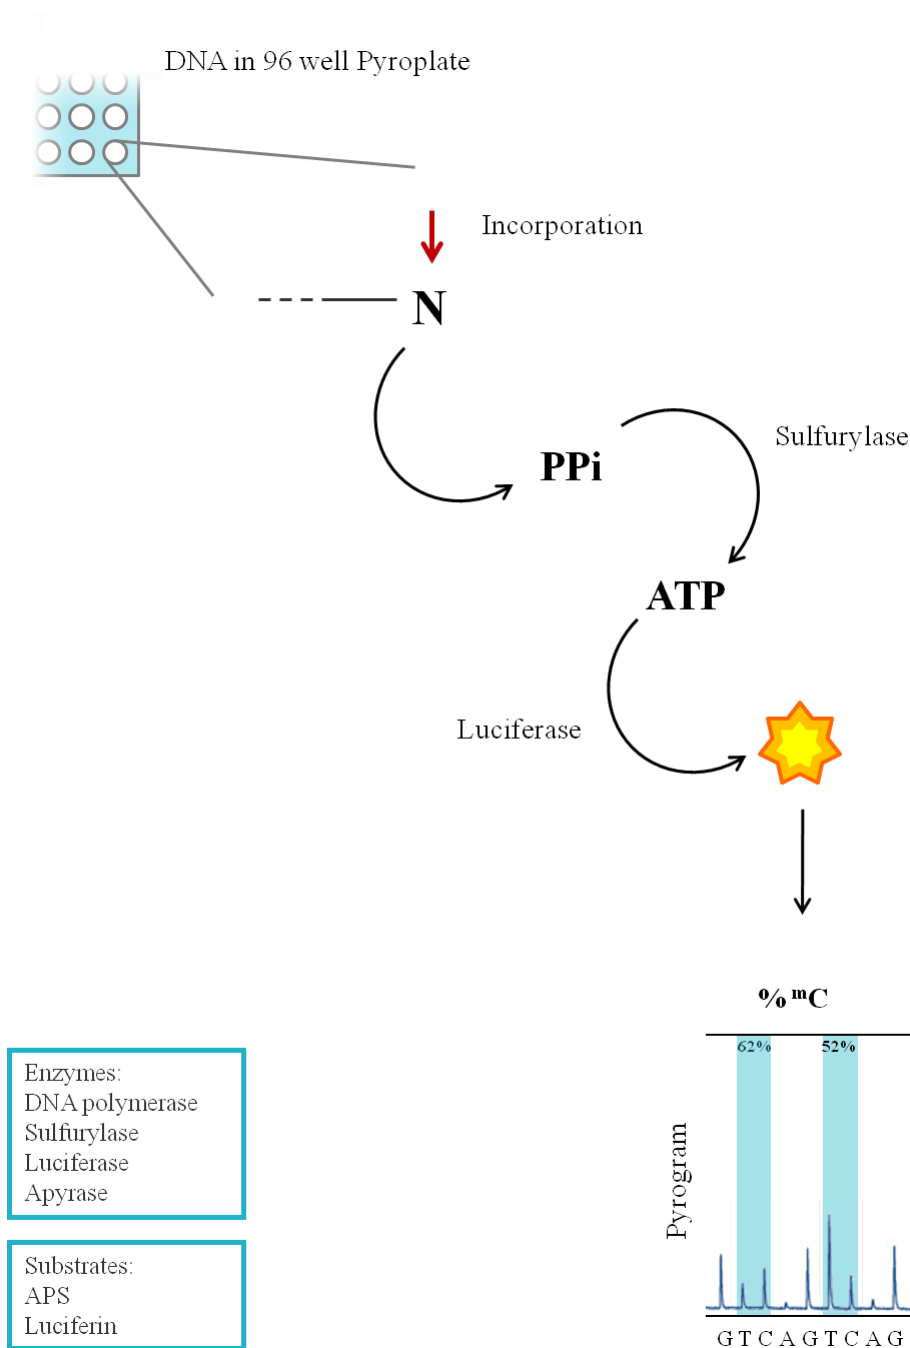 DNA in 96 well Pyroplate
Incorporation
N
PPi
Sulfurylase
ATP
Luciferase
% ᵐC
62% 52%
Pyrogram
G T C A G T C A G
Enzymes:
DNA polymerase
Sulfurylase
Luciferase
Apyrase
Substrates:
APS
Luciferin